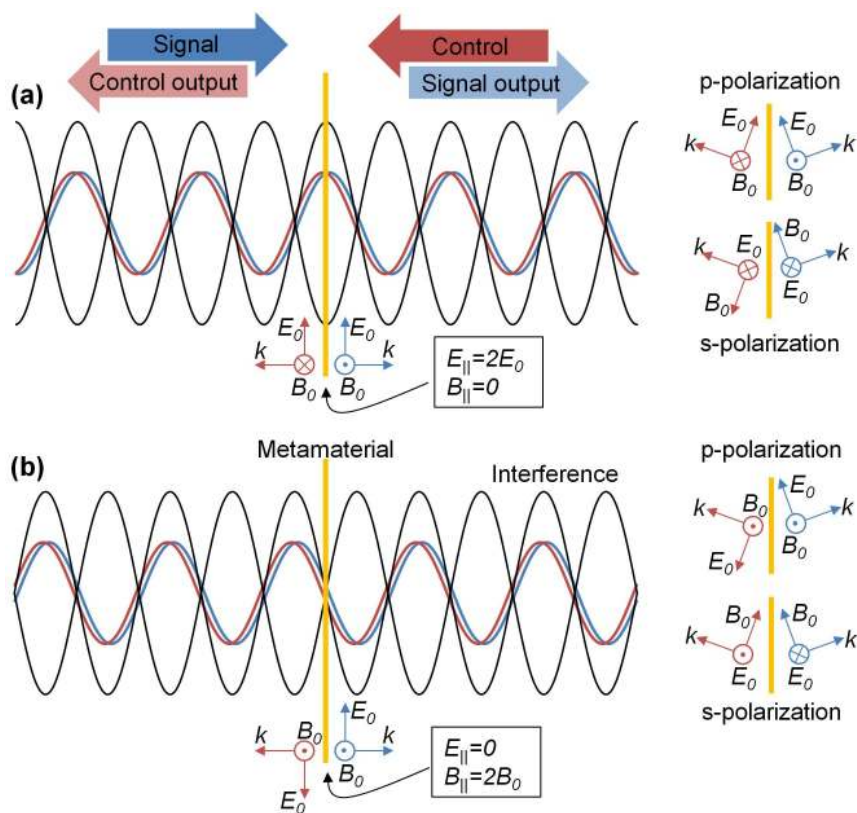 Signal
Control
Control output
Signal output
(a)
p-polarization
E₀ E₀
k k
B₀ B₀
B₀
E₀
k k
B₀ E₀
s-polarization
E₀ E₀
k k
B₀ B₀
E||=2E₀
B||=0
(b)
Metamaterial
Interference
p-polarization
E₀
B₀
k k
E₀ B₀
B₀ B₀
k k
E₀ E₀
s-polarization
E₀
k B₀ k
B₀
E₀
E||=0
B||=2B₀